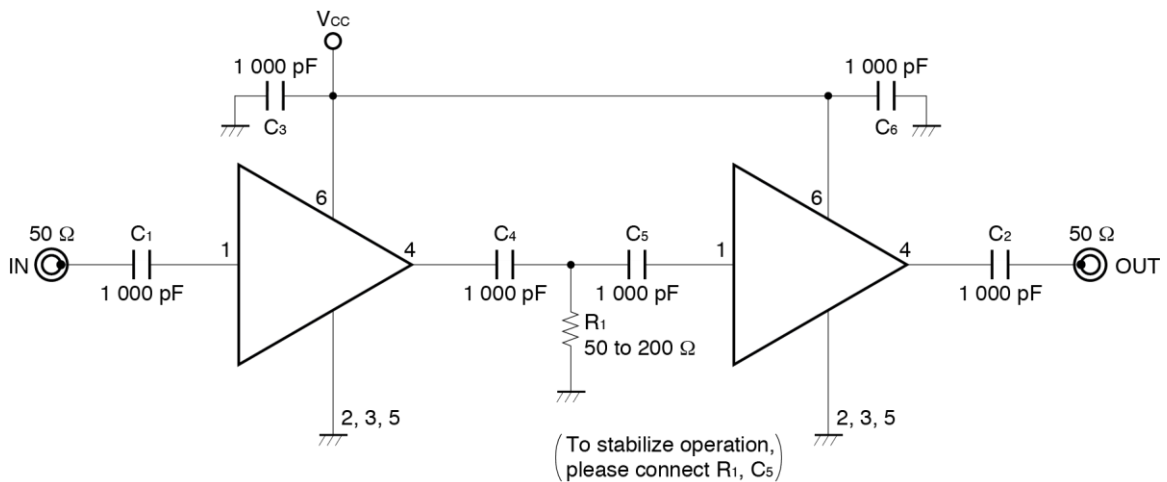 VCC
1 000 pF
1 000 pF
C3
C6
6
6
50 Ω
C1
1
4
C4
C5
1
4
C2
50 Ω
IN
OUT
1 000 pF
1 000 pF
1 000 pF
1 000 pF
R1
50 to 200 Ω
2, 3, 5
2, 3, 5
(To stabilize operation,
please connect R1, C5)